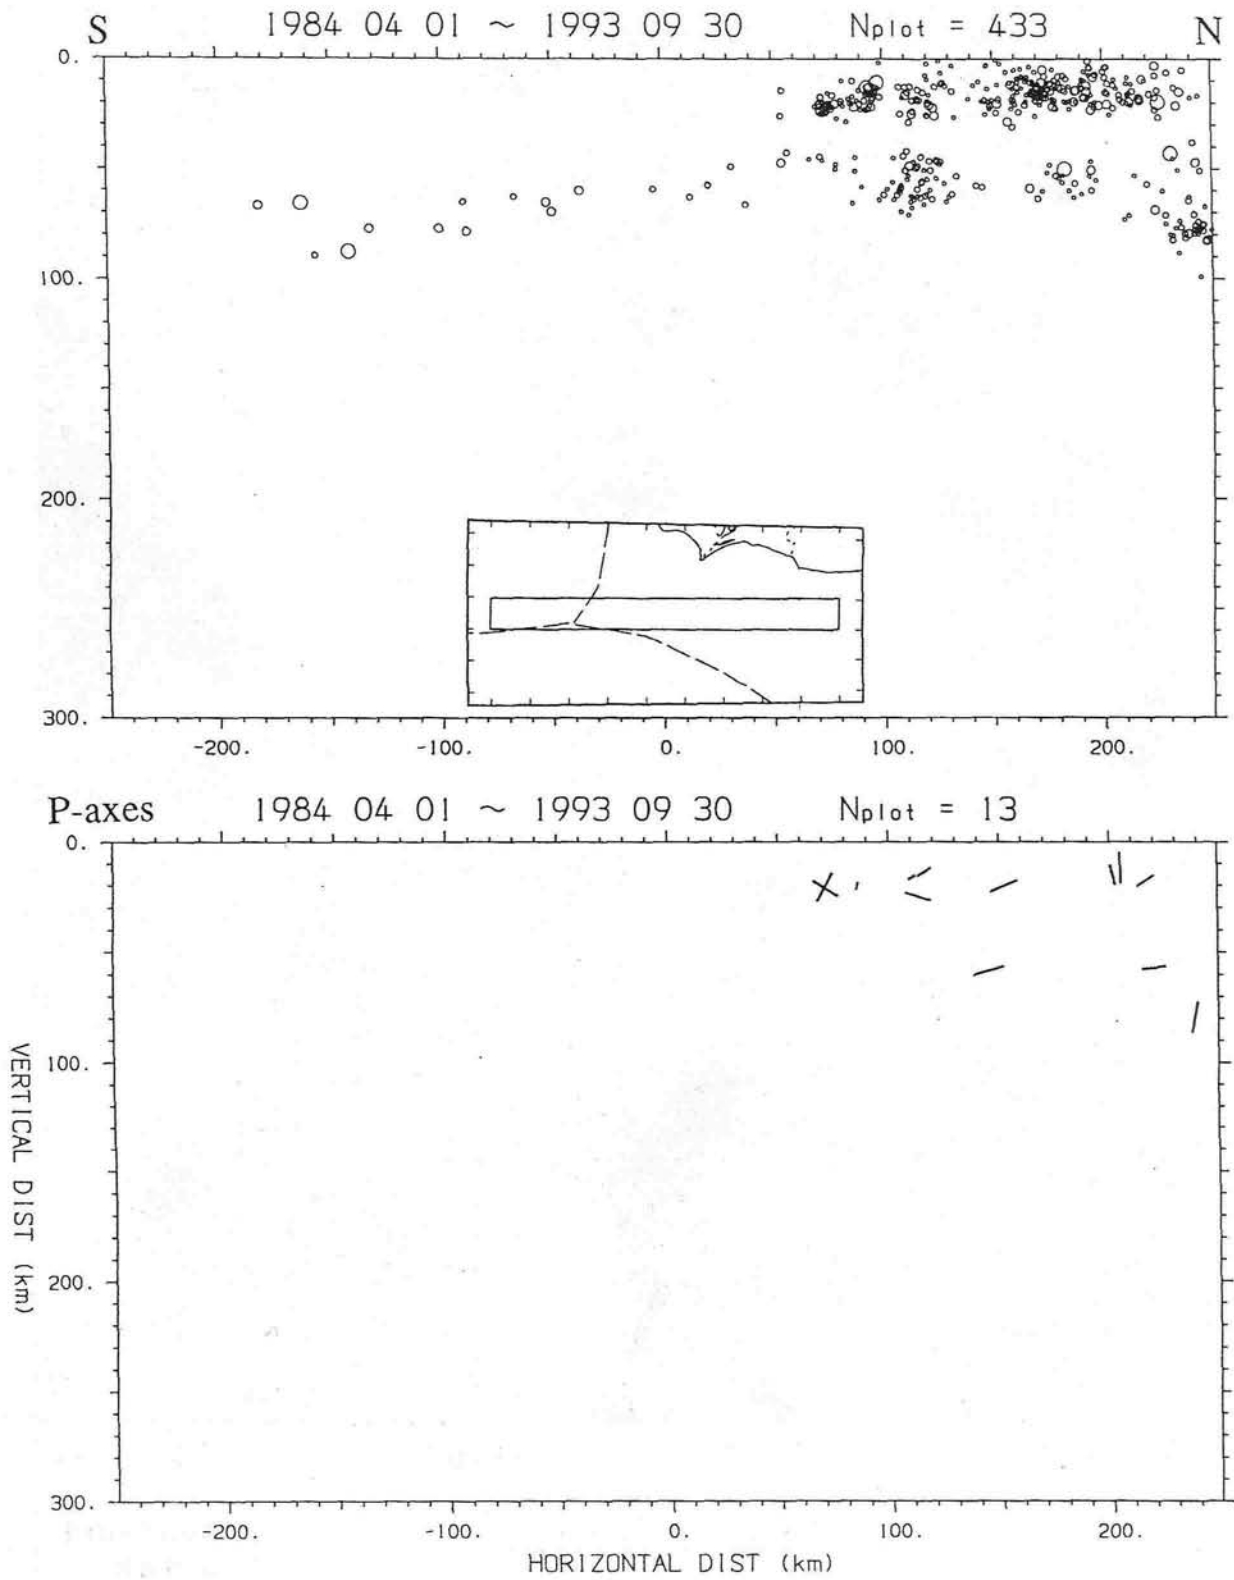 S 1984 04 01 ~ 1993 09 30 Nplot = 433 N
0.
100.
200.
300.
-200. -100. 0. 100. 200.
P-axes 1984 04 01 ~ 1993 09 30 Nplot = 13
0.
100.
200.
300.
VERTICAL DIST (km)
-200. -100. 0. 100. 200.
HORIZONTAL DIST (km)